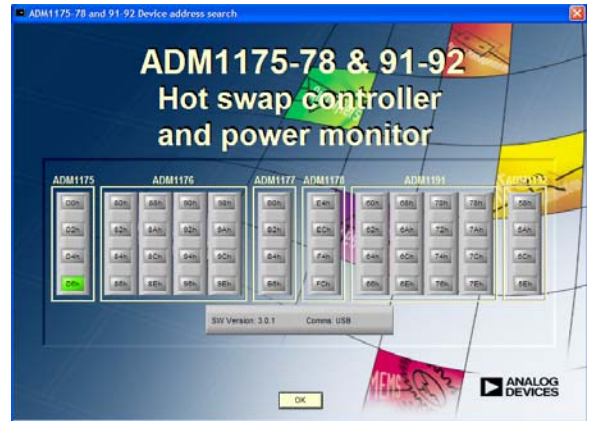 ADM1175-78 and 91-92 Device address search
ADM1175-78 & 91-92
Hot swap controller
and power monitor
ADM1175 ADM1176 ADM1177 ADM1178 ADM1191 ADM1192
D0h 80h 88h 90h 98h B0h E4h 60h 68h 70h 78h 58h
D2h 82h 8Ah 92h 9Ah B2h ECh 62h 6Ah 72h 7Ah 5Ah
D4h 84h 8Ch 94h 9Ch B4h F4h 64h 6Ch 74h 7Ch 5Ch
D6h 86h 8Eh 96h 9Eh B6h FCh 66h 6Eh 76h 7Eh 5Eh
SW Version: 3.0.1 Comms: USB
MEMS
OK
ANALOG
DEVICES